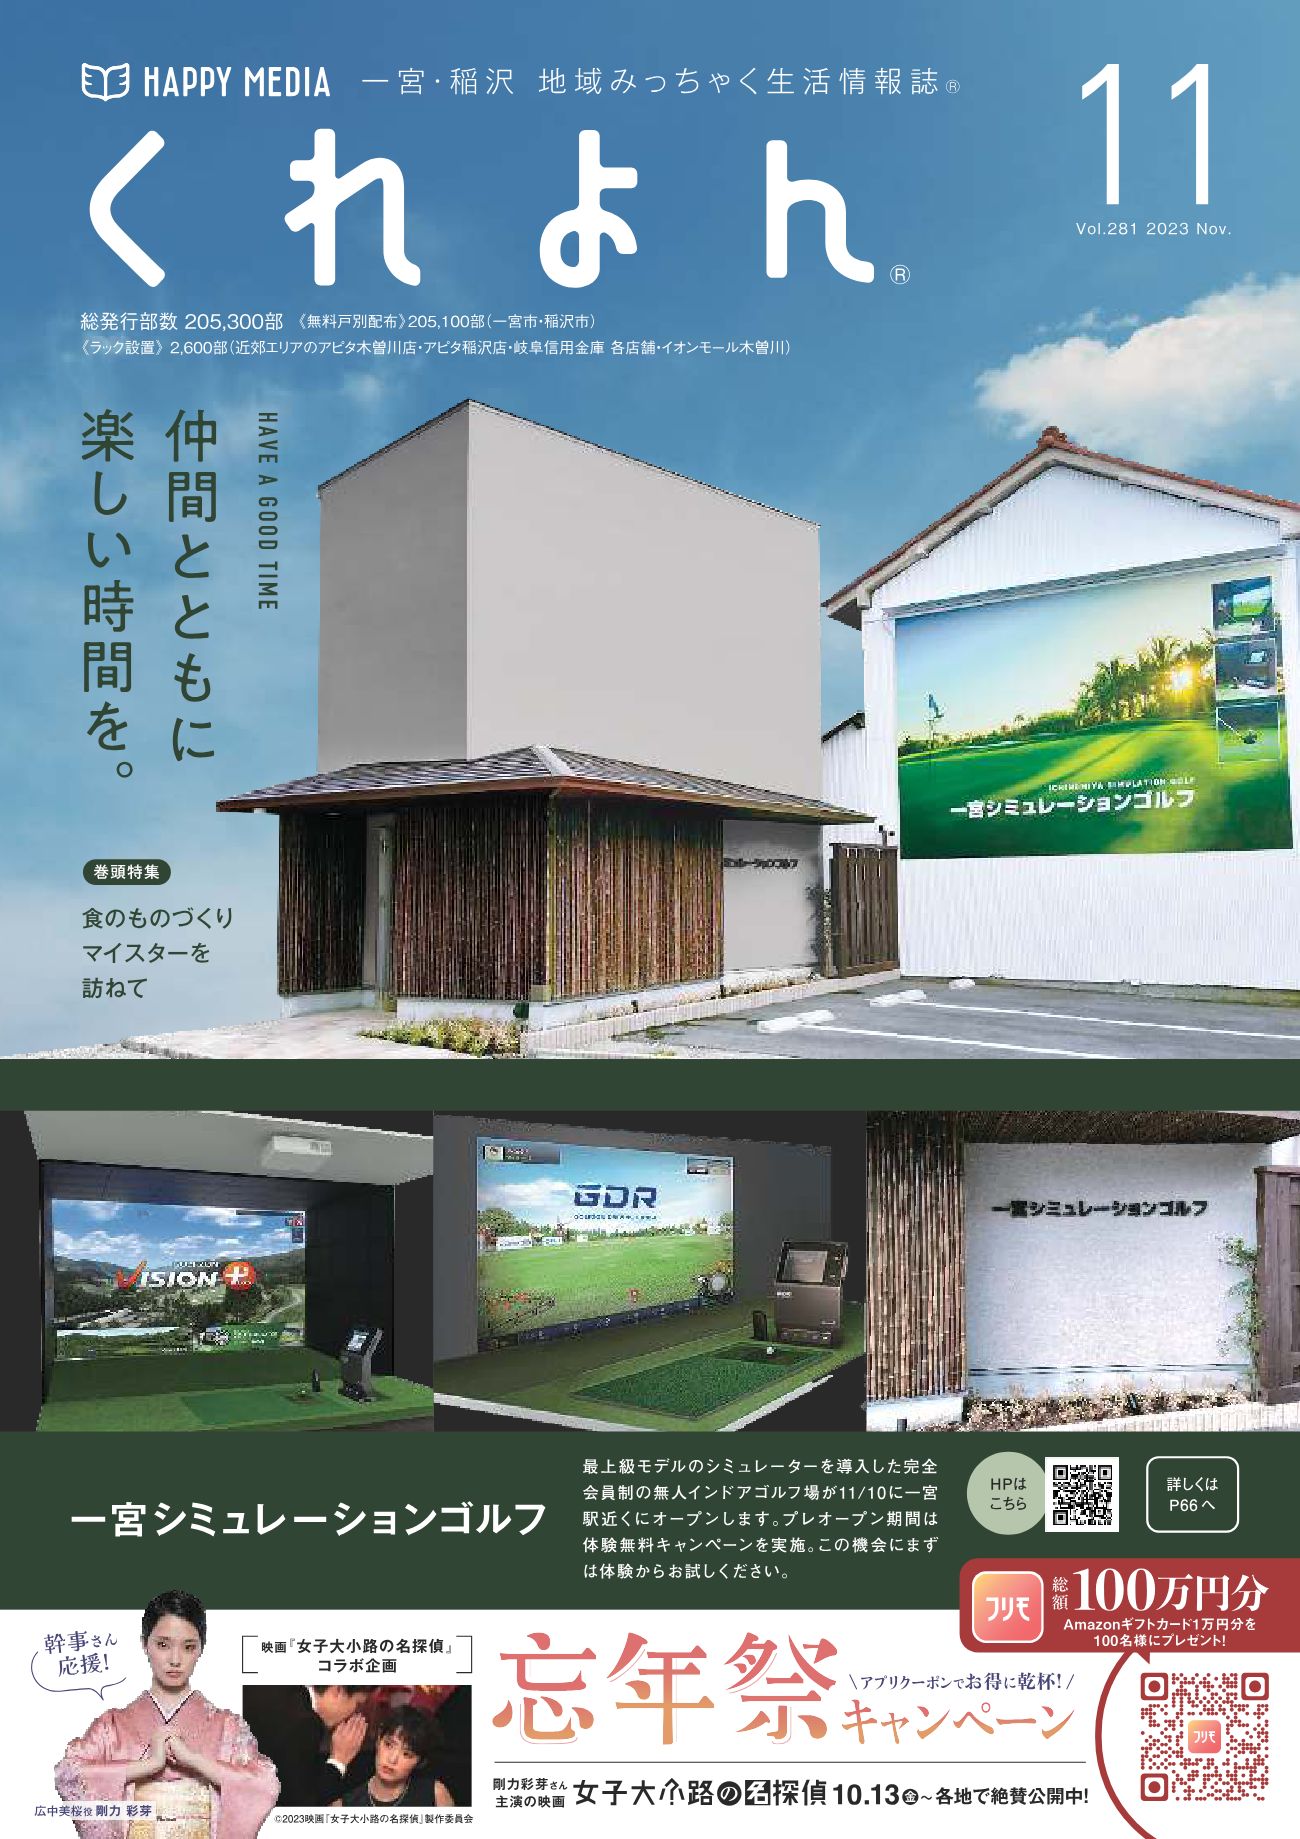 HAPPY MEDIA 一宮・稲沢 地域みっちゃく生活情報誌®
くれよん®
11
Vol.281 2023 Nov.
総発行部数 205,300部 《無料戸別配布》205,100部(一宮市・稲沢市)
《ラック設置》 2,600部(近郊エリアのアピタ木曽川店・アピタ稲沢店・岐阜信用金庫 各店舗・イオンモール木曽川)
HAVE A GOOD TIME
仲間とともに
楽しい時間を。
巻頭特集
食のものづくり
マイスターを
訪ねて
ICHINOMIYA SIMULATION GOLF
一宮シミュレーションゴルフ
VISION+
GDR
一宮シミュレーションゴルフ
一宮シミュレーションゴルフ
最上級モデルのシミュレーターを導入した完全
会員制の無人インドアゴルフ場が11/10に一宮
駅近くにオープンします。プレオープン期間は
体験無料キャンペーンを実施。この機会にまず
は体験からお試しください。
HPは
こちら
詳しくは
P66へ
フリモ
総額100万円分
Amazonギフトカード1万円分を
100名様にプレゼント!
幹事さん
応援!
広中美桜役 剛力 彩芽
映画『女子大小路の名探偵』
コラボ企画
©2023映画『女子大小路の名探偵』製作委員会
忘年祭
\アプリクーポンでお得に乾杯!/
キャンペーン
剛力彩芽さん
主演の映画
女子大小路の名探偵 10.13㊎~各地で絶賛公開中!
フリモ